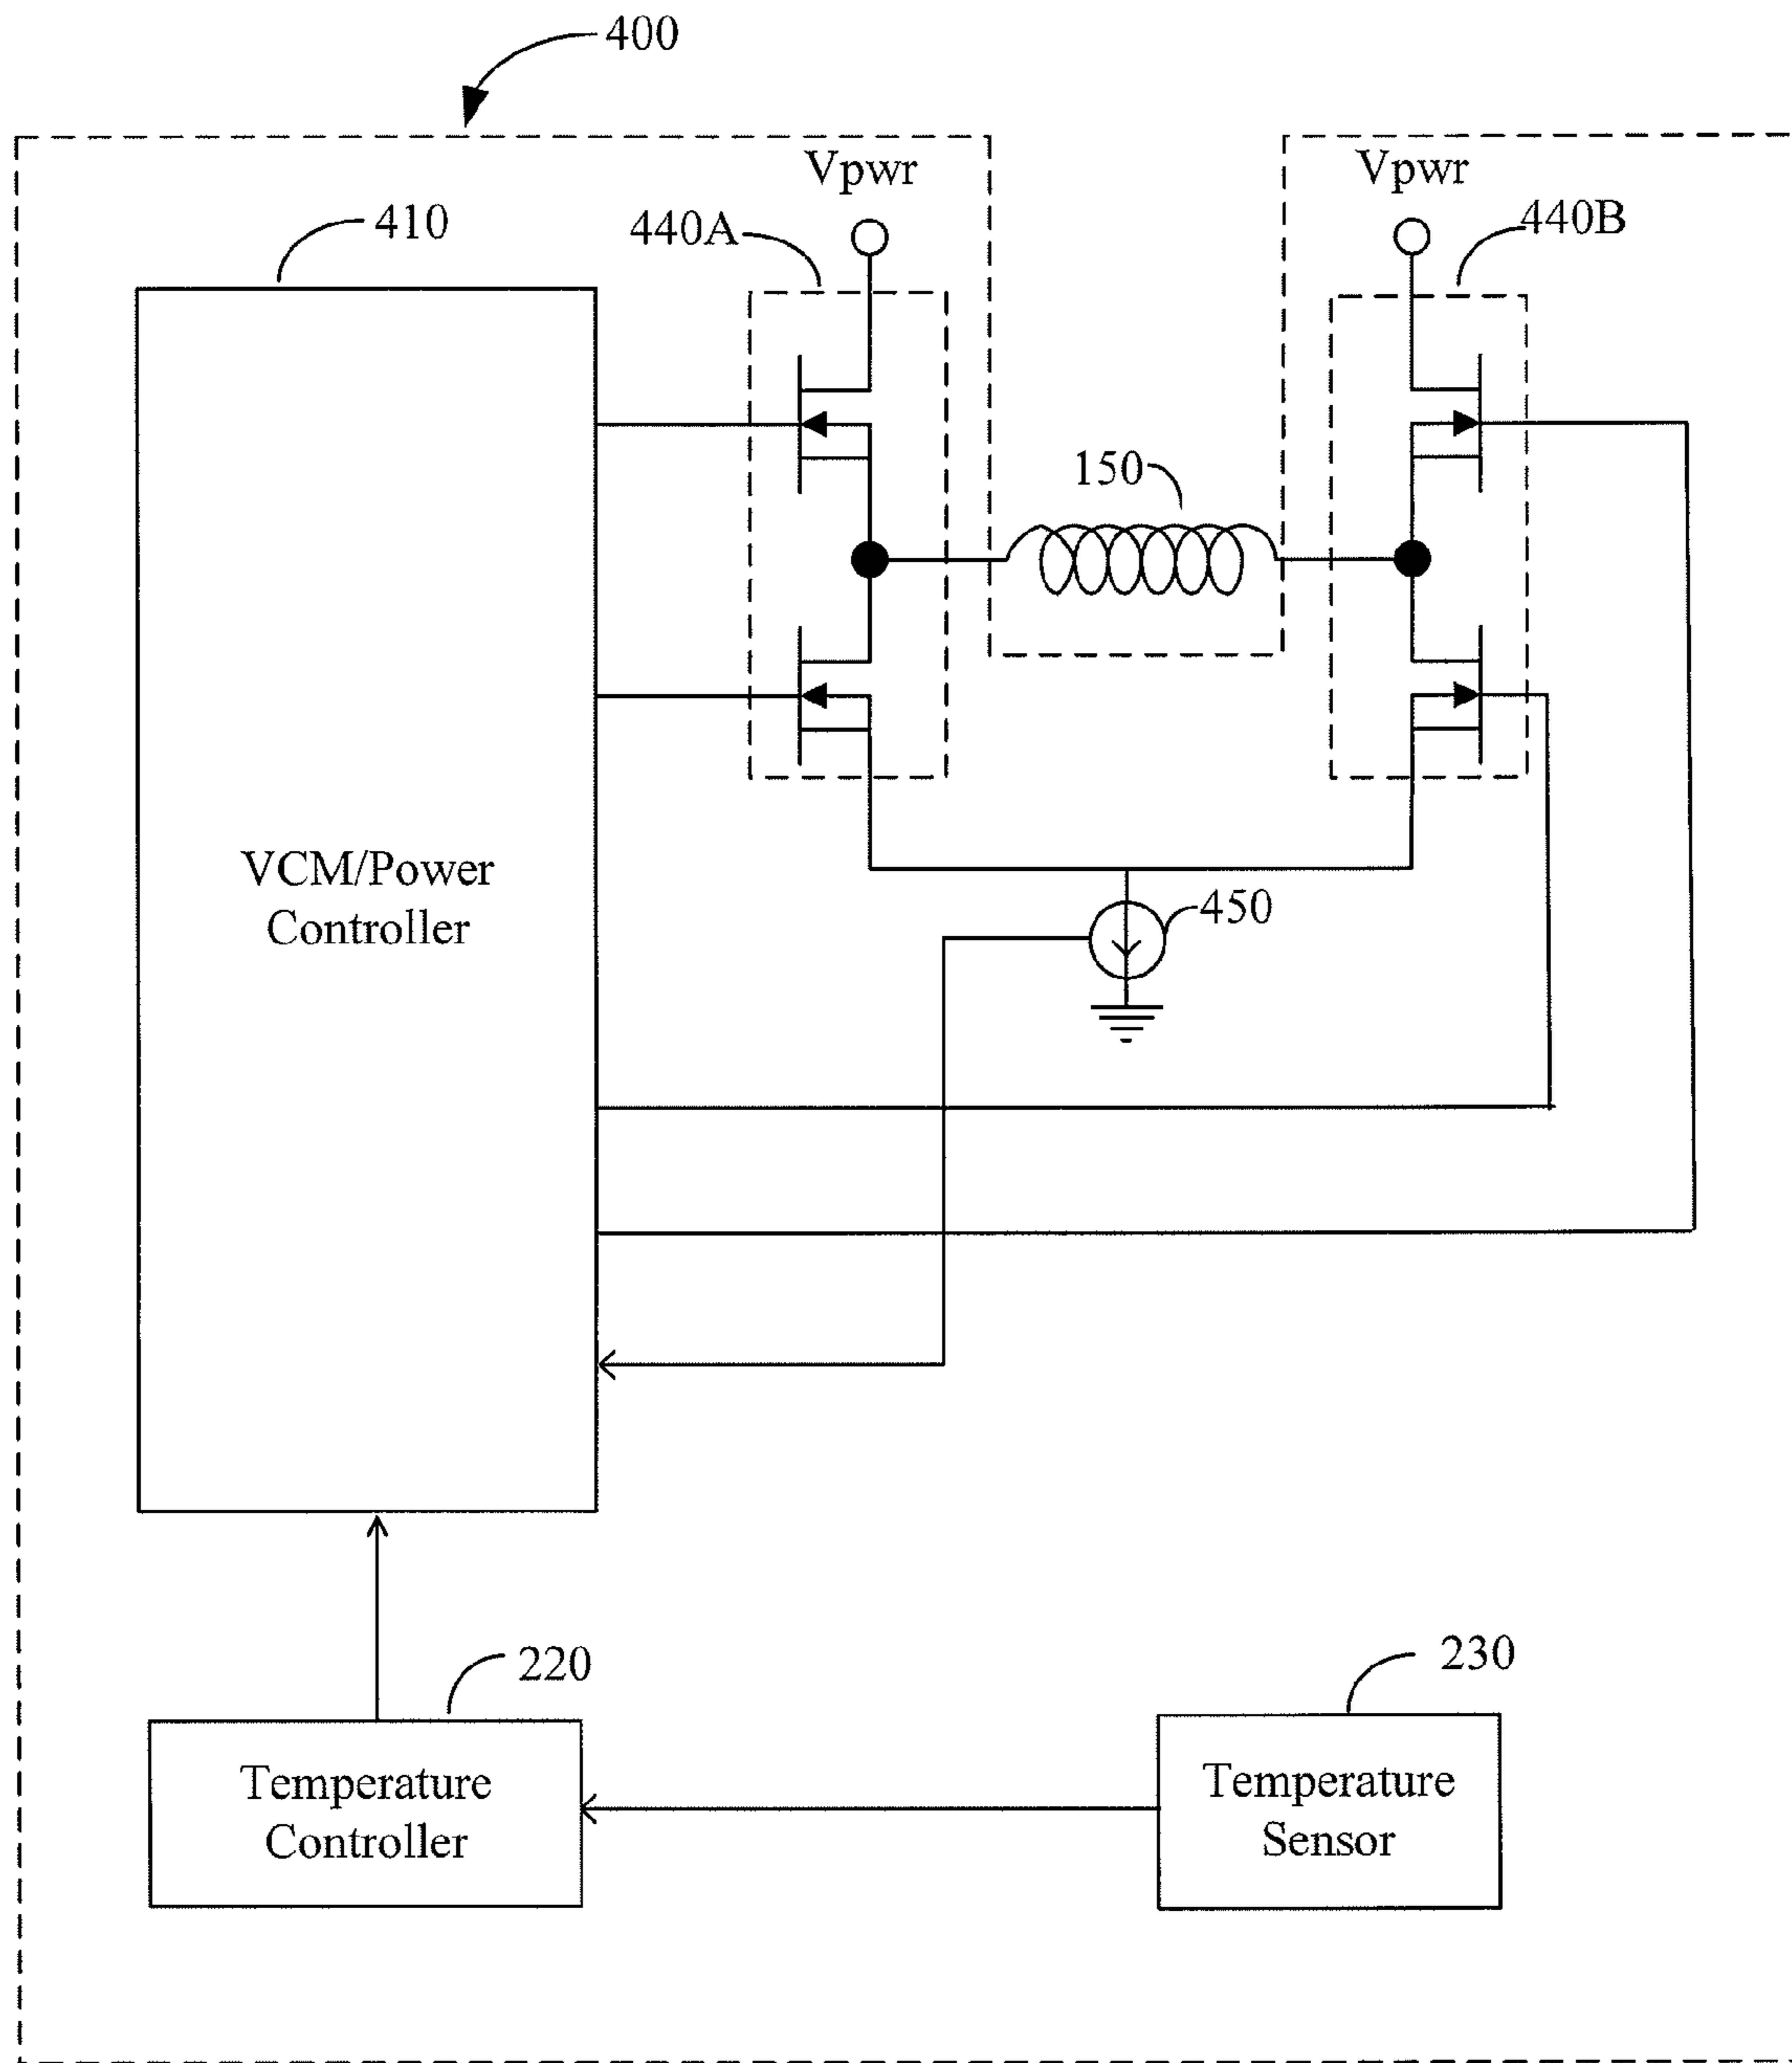 400
Vpwr
Vpwr
410
440A
440B
150
VCM/Power
Controller
450
220
230
Temperature
Controller
Temperature
Sensor